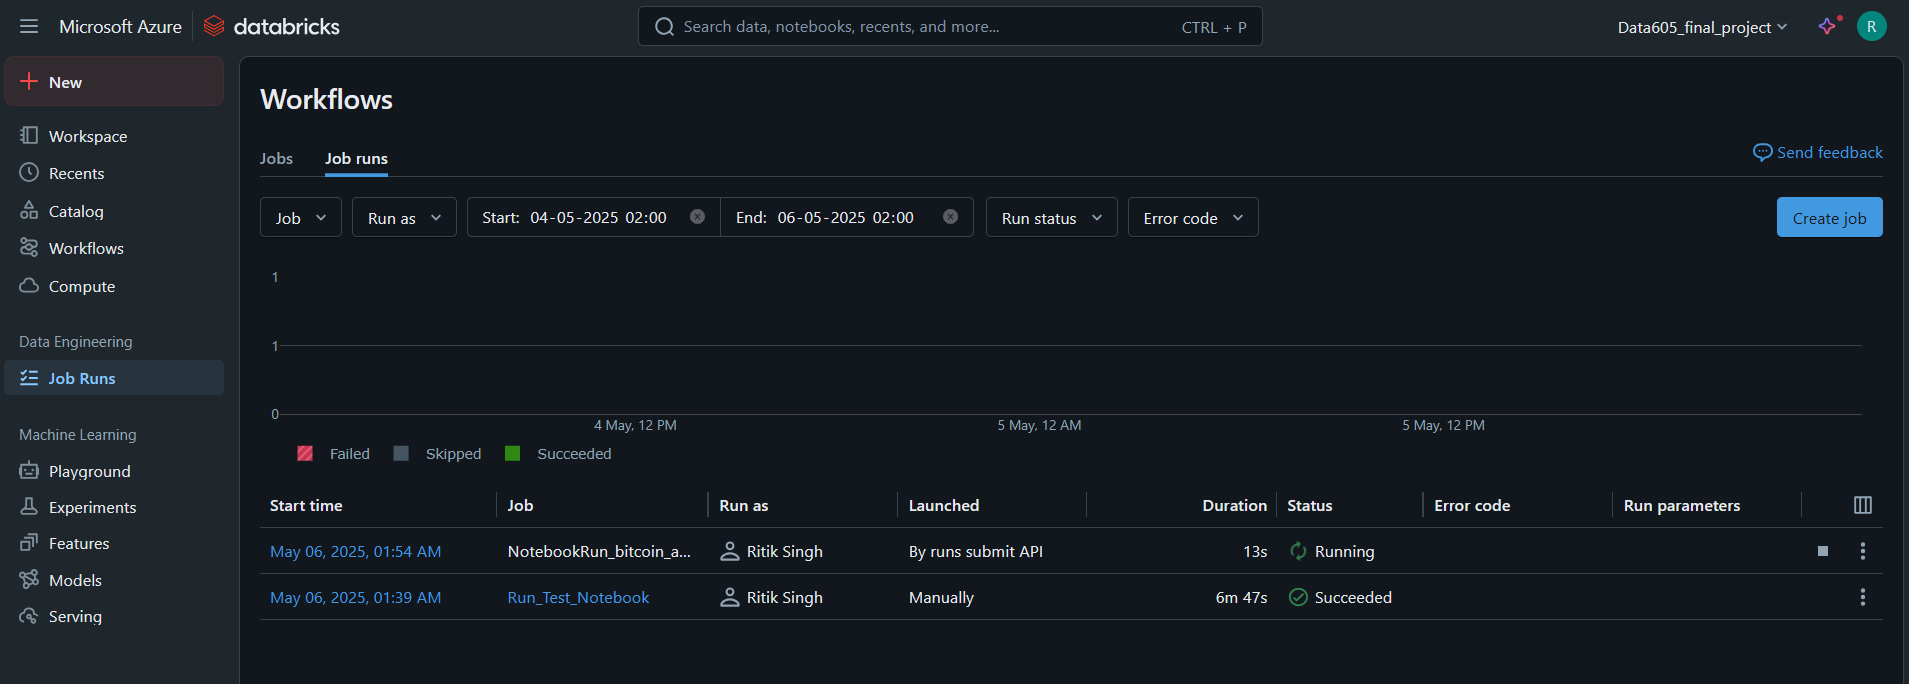 Microsoft Azure databricks
Search data, notebooks, recents, and more... CTRL + P
Data605_final_project
R
New
Workspace
Recents
Catalog
Workflows
Compute
Data Engineering
Job Runs
Machine Learning
Playground
Experiments
Features
Models
Serving
Workflows
Jobs Job runs
Send feedback
Job Run as Start: 04-05-2025 02:00 End: 06-05-2025 02:00 Run status Error code Create job
1
1
0
4 May, 12 PM 5 May, 12 AM 5 May, 12 PM
Failed Skipped Succeeded
Start time Job Run as Launched Duration Status Error code Run parameters
May 06, 2025, 01:54 AM NotebookRun_bitcoin_a... Ritik Singh By runs submit API 13s Running
May 06, 2025, 01:39 AM Run_Test_Notebook Ritik Singh Manually 6m 47s Succeeded